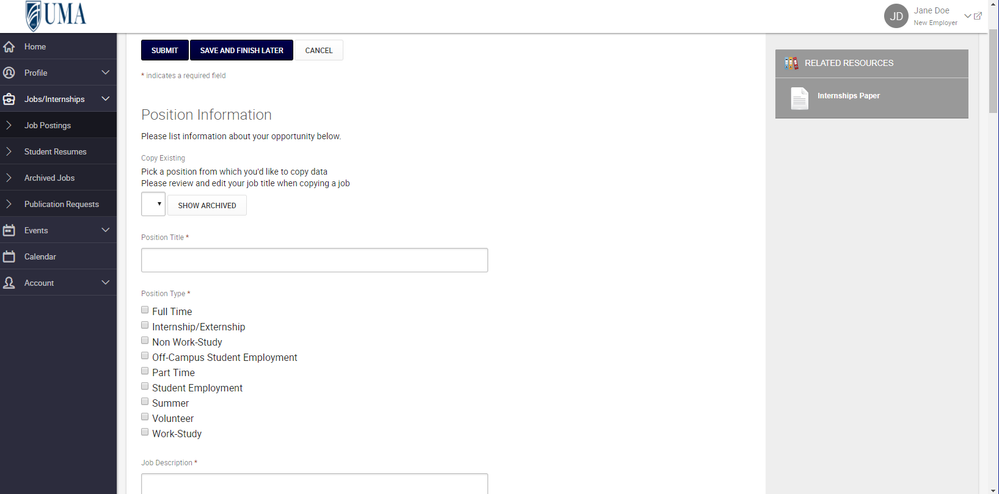 UMA
JD
Jane Doe
New Employer
Home
Profile
Jobs/Internships
Job Postings
Student Resumes
Archived Jobs
Publication Requests
Events
Calendar
Account
SUBMIT
SAVE AND FINISH LATER
CANCEL
* indicates a required field
Position Information
Please list information about your opportunity below.
Copy Existing
Pick a position from which you'd like to copy data
Please review and edit your job title when copying a job
SHOW ARCHIVED
Position Title *
Position Type *
Full Time
Internship/Externship
Non Work-Study
Off-Campus Student Employment
Part Time
Student Employment
Summer
Volunteer
Work-Study
Job Description *
RELATED RESOURCES
Internships Paper